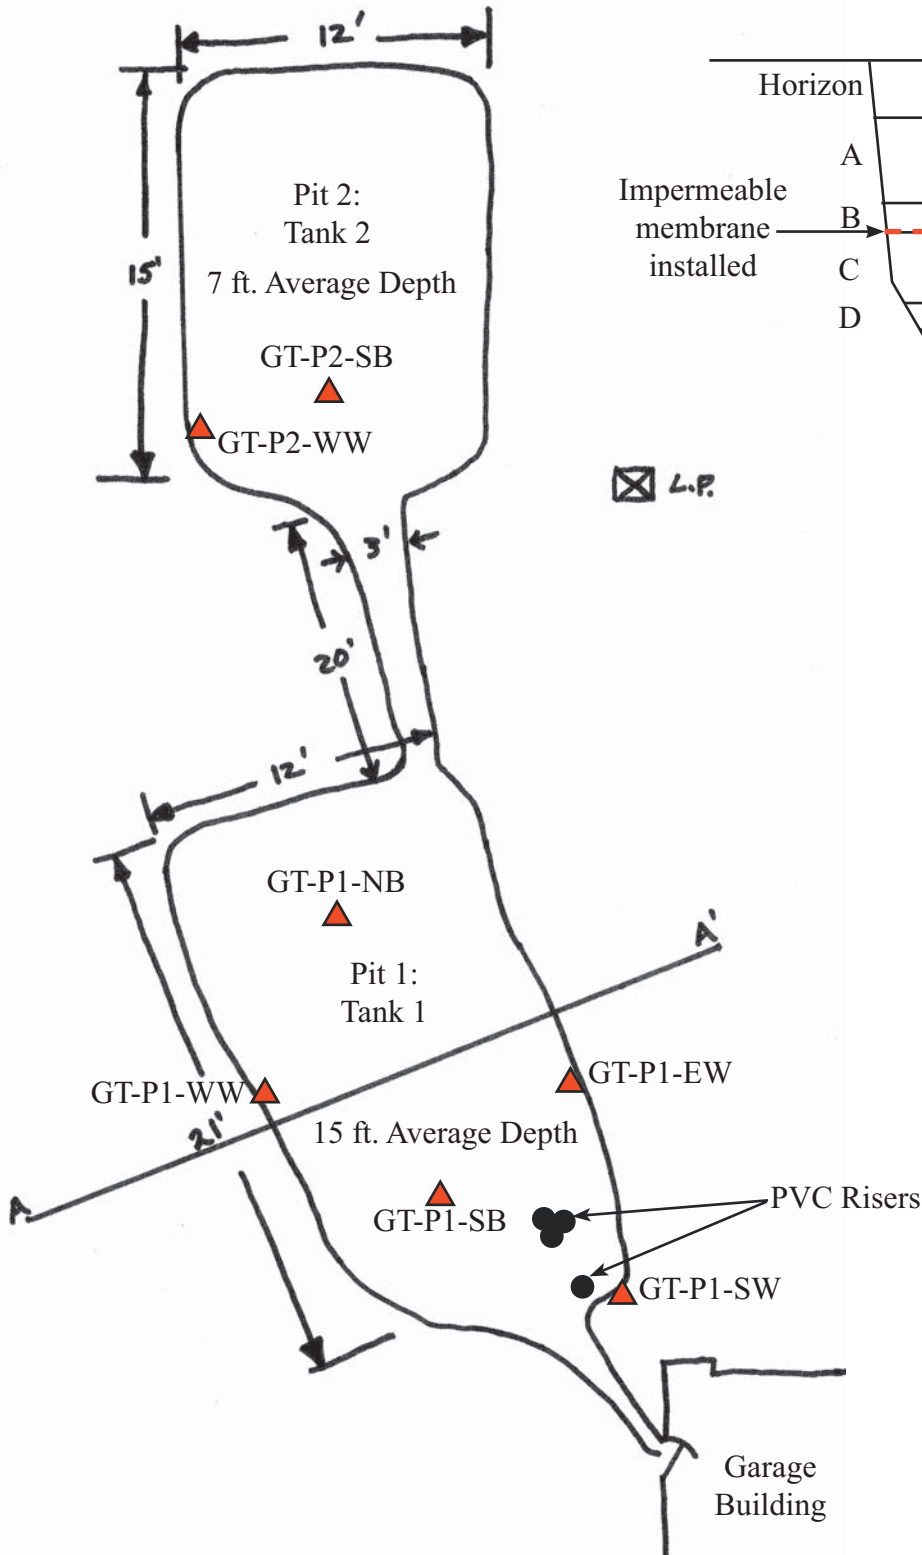 12'
Horizon
A
Impermeable
membrane
installed
B
C
D
15'
Pit 2:
Tank 2
7 ft. Average Depth
GT-P2-SB
GT-P2-WW
L.P.
3'
20'
12'
GT-P1-NB
A'
Pit 1:
Tank 1
GT-P1-WW
GT-P1-EW
21'
15 ft. Average Depth
A
GT-P1-SB
PVC Risers
GT-P1-SW
Garage
Building